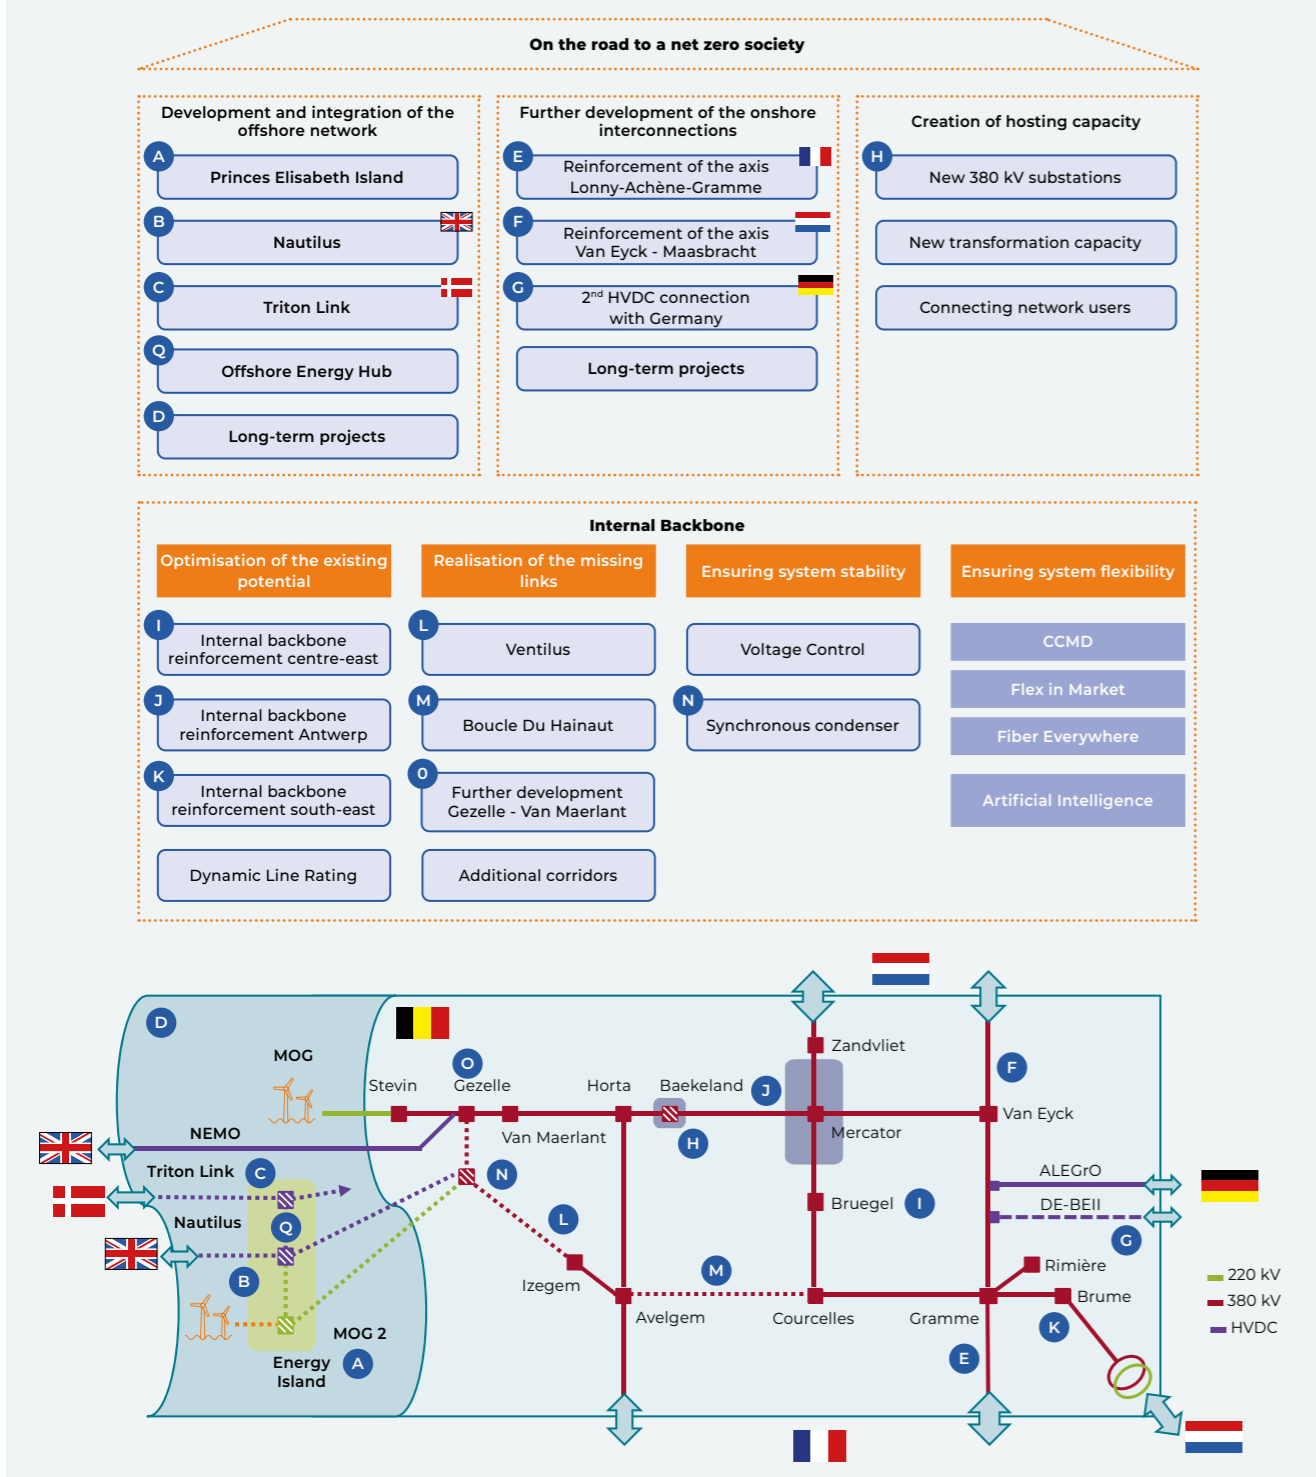 On the road to a net zero society
Development and integration of the
offshore network
A
Princes Elisabeth Island
B
Nautilus
C
Triton Link
Q
Offshore Energy Hub
D
Long-term projects
Further development of the onshore
interconnections
E
Reinforcement of the axis
Lonny-Achène-Gramme
F
Reinforcement of the axis
Van Eyck - Maasbracht
G
2nd HVDC connection
with Germany
Long-term projects
Creation of hosting capacity
H
New 380 kV substations
New transformation capacity
Connecting network users
Internal Backbone
Optimisation of the existing
potential
I
Internal backbone
reinforcement centre-east
J
Internal backbone
reinforcement Antwerp
K
Internal backbone
reinforcement south-east
Dynamic Line Rating
Realisation of the missing
links
L
Ventilus
M
Boucle Du Hainaut
0
Further development
Gezelle - Van Maerlant
Additional corridors
Ensuring system stability
Voltage Control
N
Synchronous condenser
Ensuring system flexibility
CCMD
Flex in Market
Fiber Everywhere
Artificial Intelligence
D
MOG
O
Stevin
Gezelle
Van Maerlant
Horta
Baekeland
H
J
Zandvliet
Mercator
F
Van Eyck
NEMO
Triton Link
C
N
Nautilus
Q
B
L
Izegem
M
Bruegel
I
ALEGrO
DE-BEII
G
Rimière
Brume
K
Avelgem
Courcelles
Gramme
E
MOG 2
Energy
Island
A
220 kV
380 kV
HVDC